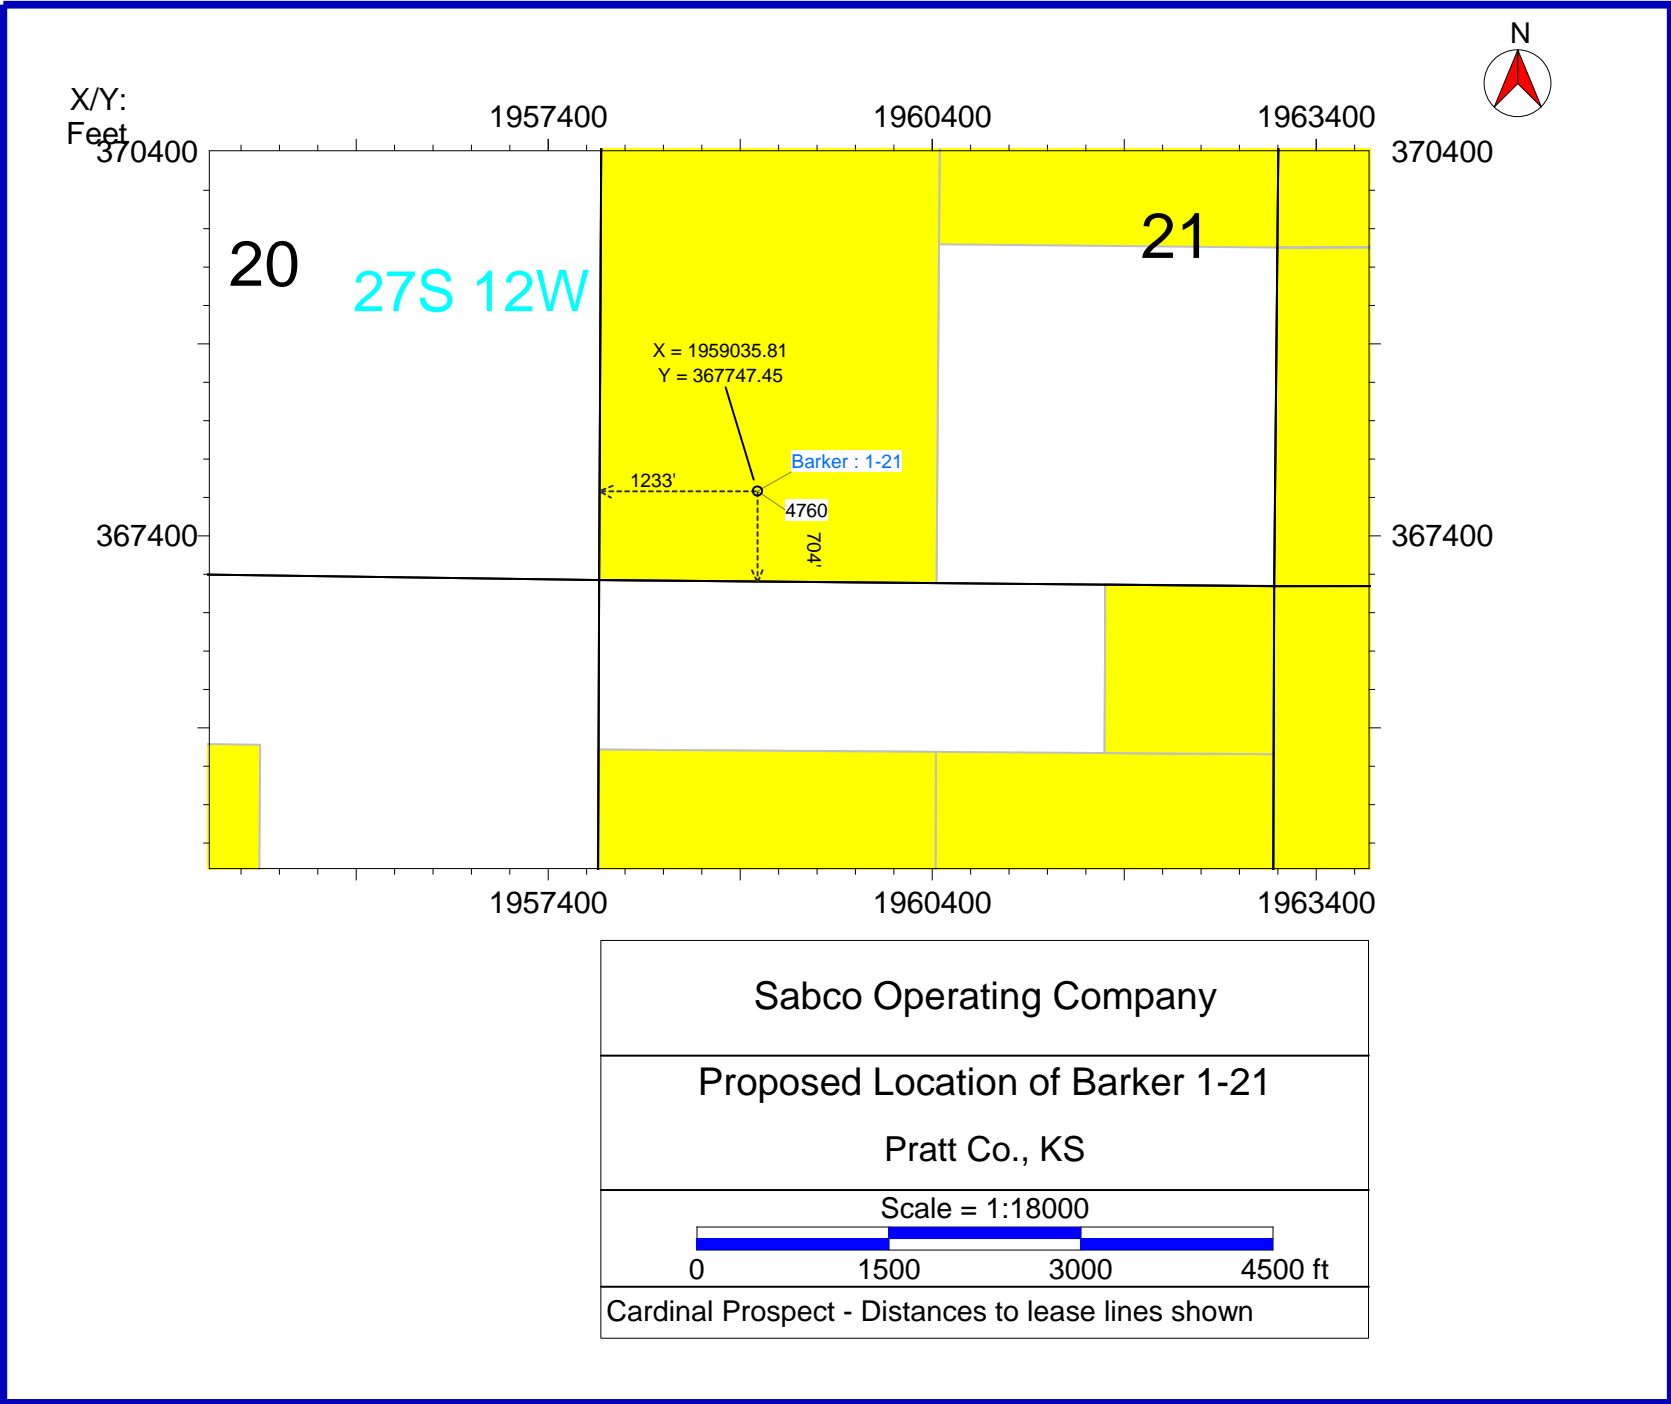 N
X/Y:
Feet
1957400 1960400 1963400
370400 370400
20 21
27S 12W
X = 1959035.81
Y = 367747.45
Barker : 1-21
1233'
4760
704'
367400 367400
1957400 1960400 1963400
Sabco Operating Company
Proposed Location of Barker 1-21
Pratt Co., KS
Scale = 1:18000
0 1500 3000 4500 ft
Cardinal Prospect - Distances to lease lines shown